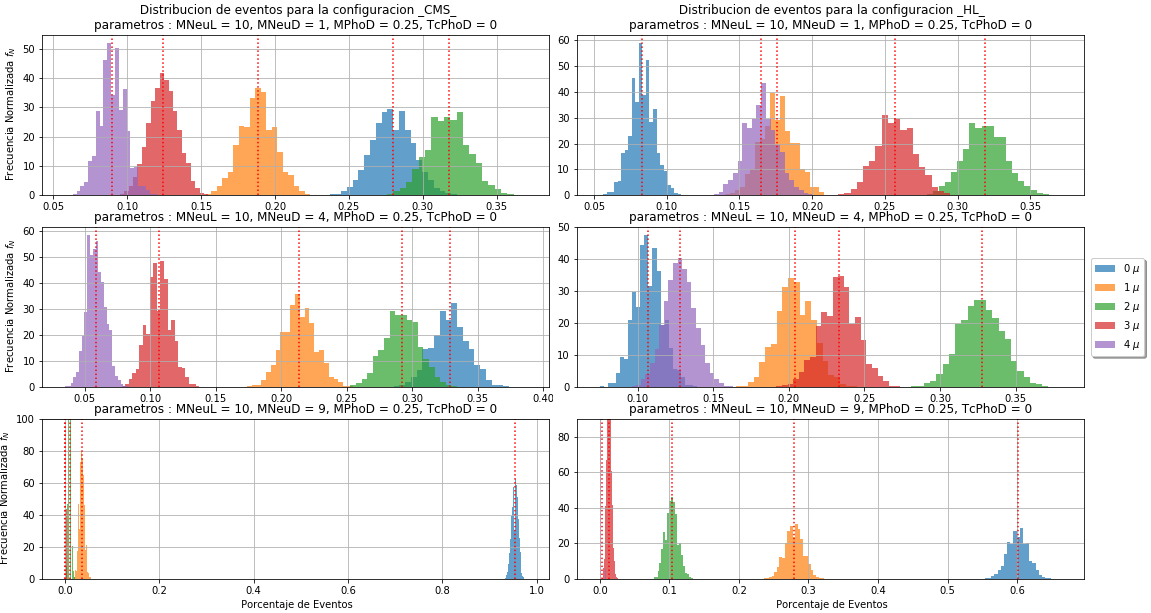 Distribucion de eventos para la configuracion _CMS_
parametros : MNeuL = 10, MNeuD = 1, MPhoD = 0.25, TcPhoD = 0
Frecuencia Normalizada f_N
50
40
30
20
10
0
0.05 0.10 0.15 0.20 0.25 0.30 0.35
Distribucion de eventos para la configuracion _HL_
parametros : MNeuL = 10, MNeuD = 1, MPhoD = 0.25, TcPhoD = 0
60
50
40
30
20
10
0
0.05 0.10 0.15 0.20 0.25 0.30 0.35
parametros : MNeuL = 10, MNeuD = 4, MPhoD = 0.25, TcPhoD = 0
Frecuencia Normalizada f_N
60
50
40
30
20
10
0
0.05 0.10 0.15 0.20 0.25 0.30 0.35 0.40
parametros : MNeuL = 10, MNeuD = 4, MPhoD = 0.25, TcPhoD = 0
50
40
30
20
10
0
0.10 0.15 0.20 0.25 0.30 0.35
0 μ
1 μ
2 μ
3 μ
4 μ
parametros : MNeuL = 10, MNeuD = 9, MPhoD = 0.25, TcPhoD = 0
Frecuencia Normalizada f_N
100
80
60
40
20
0
0.0 0.2 0.4 0.6 0.8 1.0
Porcentaje de Eventos
parametros : MNeuL = 10, MNeuD = 9, MPhoD = 0.25, TcPhoD = 0
80
60
40
20
0
0.0 0.1 0.2 0.3 0.4 0.5 0.6
Porcentaje de Eventos